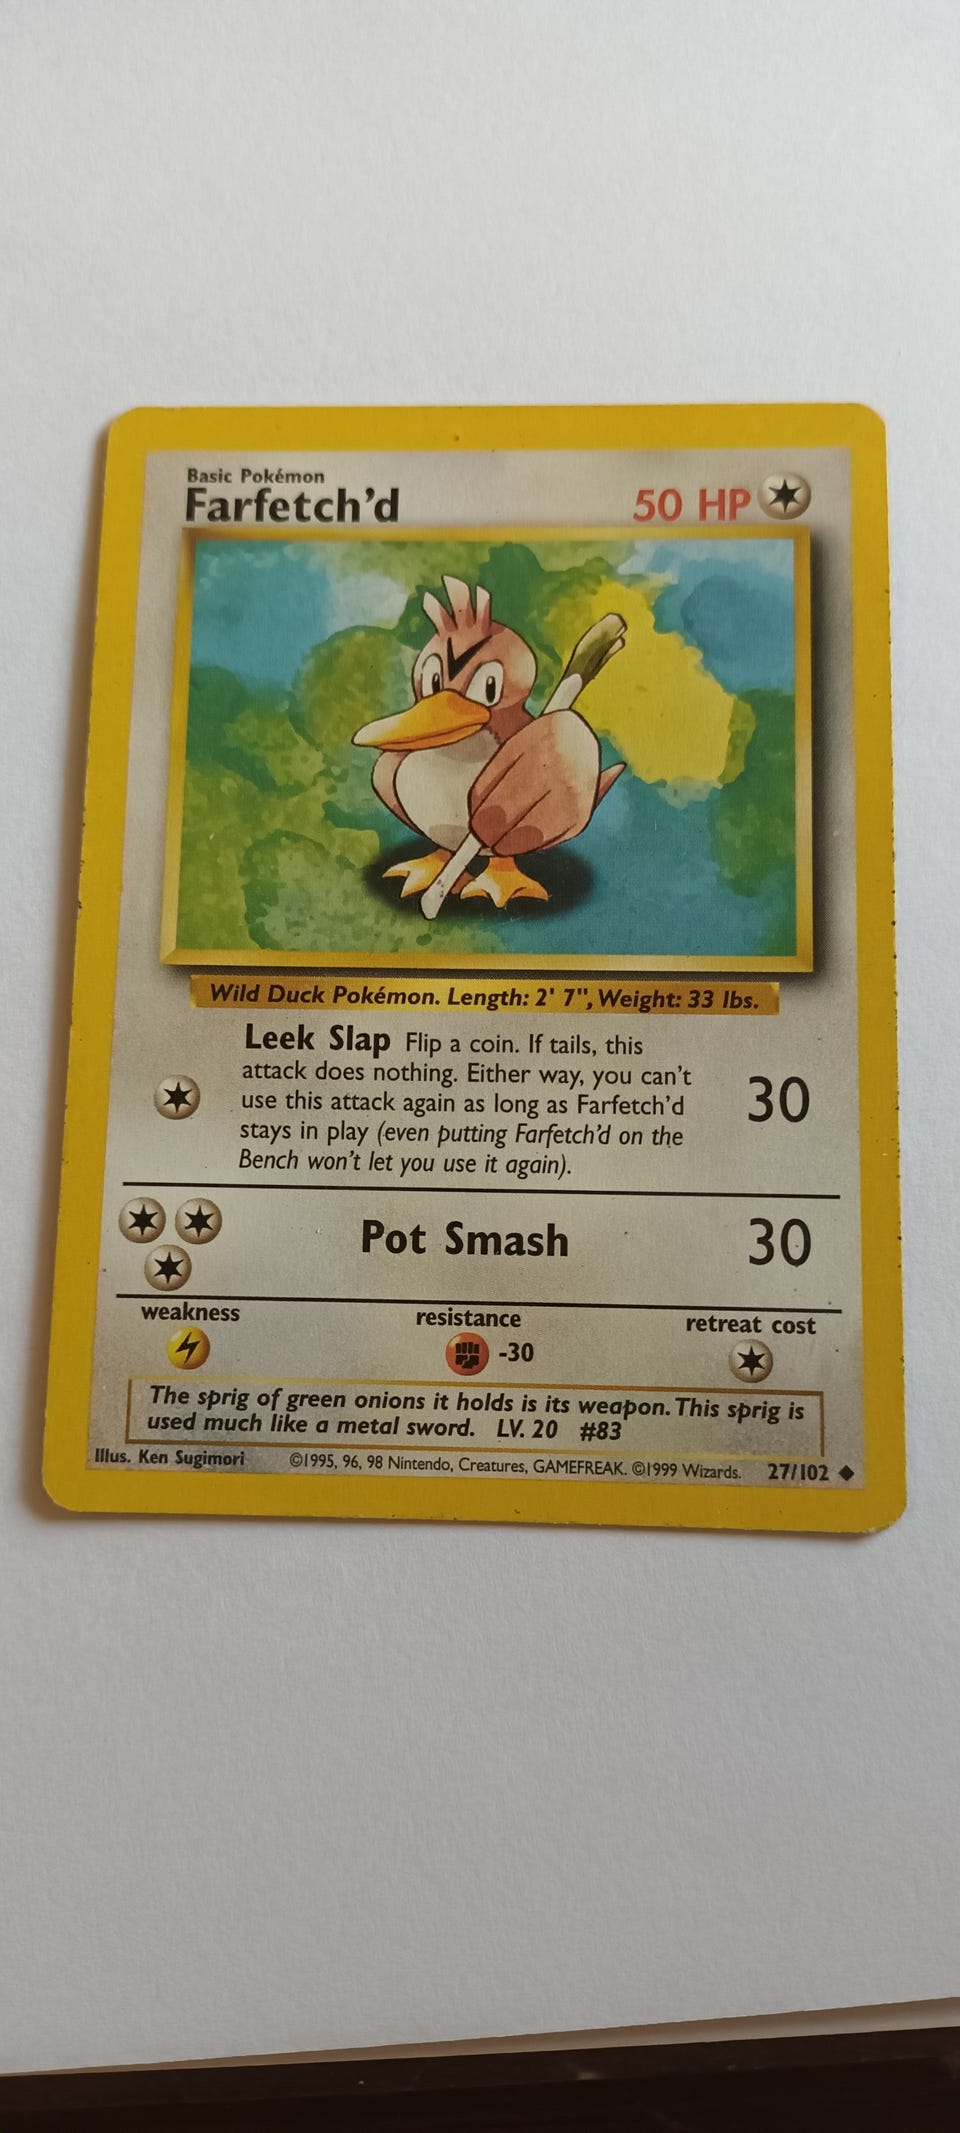 Basic Pokémon
Farfetch'd
50 HP
Wild Duck Pokémon. Length: 2' 7", Weight: 33 lbs.
Leek Slap Flip a coin. If tails, this
attack does nothing. Either way, you can't
use this attack again as long as Farfetch'd
stays in play (even putting Farfetch'd on the
Bench won't let you use it again).
30
Pot Smash 30
weakness resistance retreat cost
-30
The sprig of green onions it holds is its weapon. This sprig is
used much like a metal sword. LV. 20 #83
Illus. Ken Sugimori ©1995, 96, 98 Nintendo, Creatures, GAMEFREAK. ©1999 Wizards. 27/102